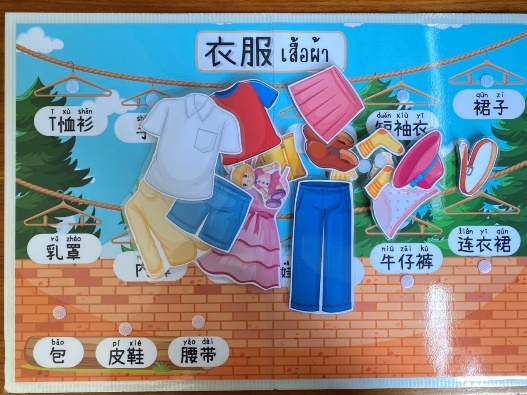 衣服 เสื้อผ้า
T xù shān
T恤衫
duǎn xiù yī
短袖衣
qún zi
裙子
rǔ zhào
乳罩
niú zǎi kù
牛仔裤
lián yī qún
连衣裙
bāo
包
pí xié
皮鞋
yāo dài
腰带